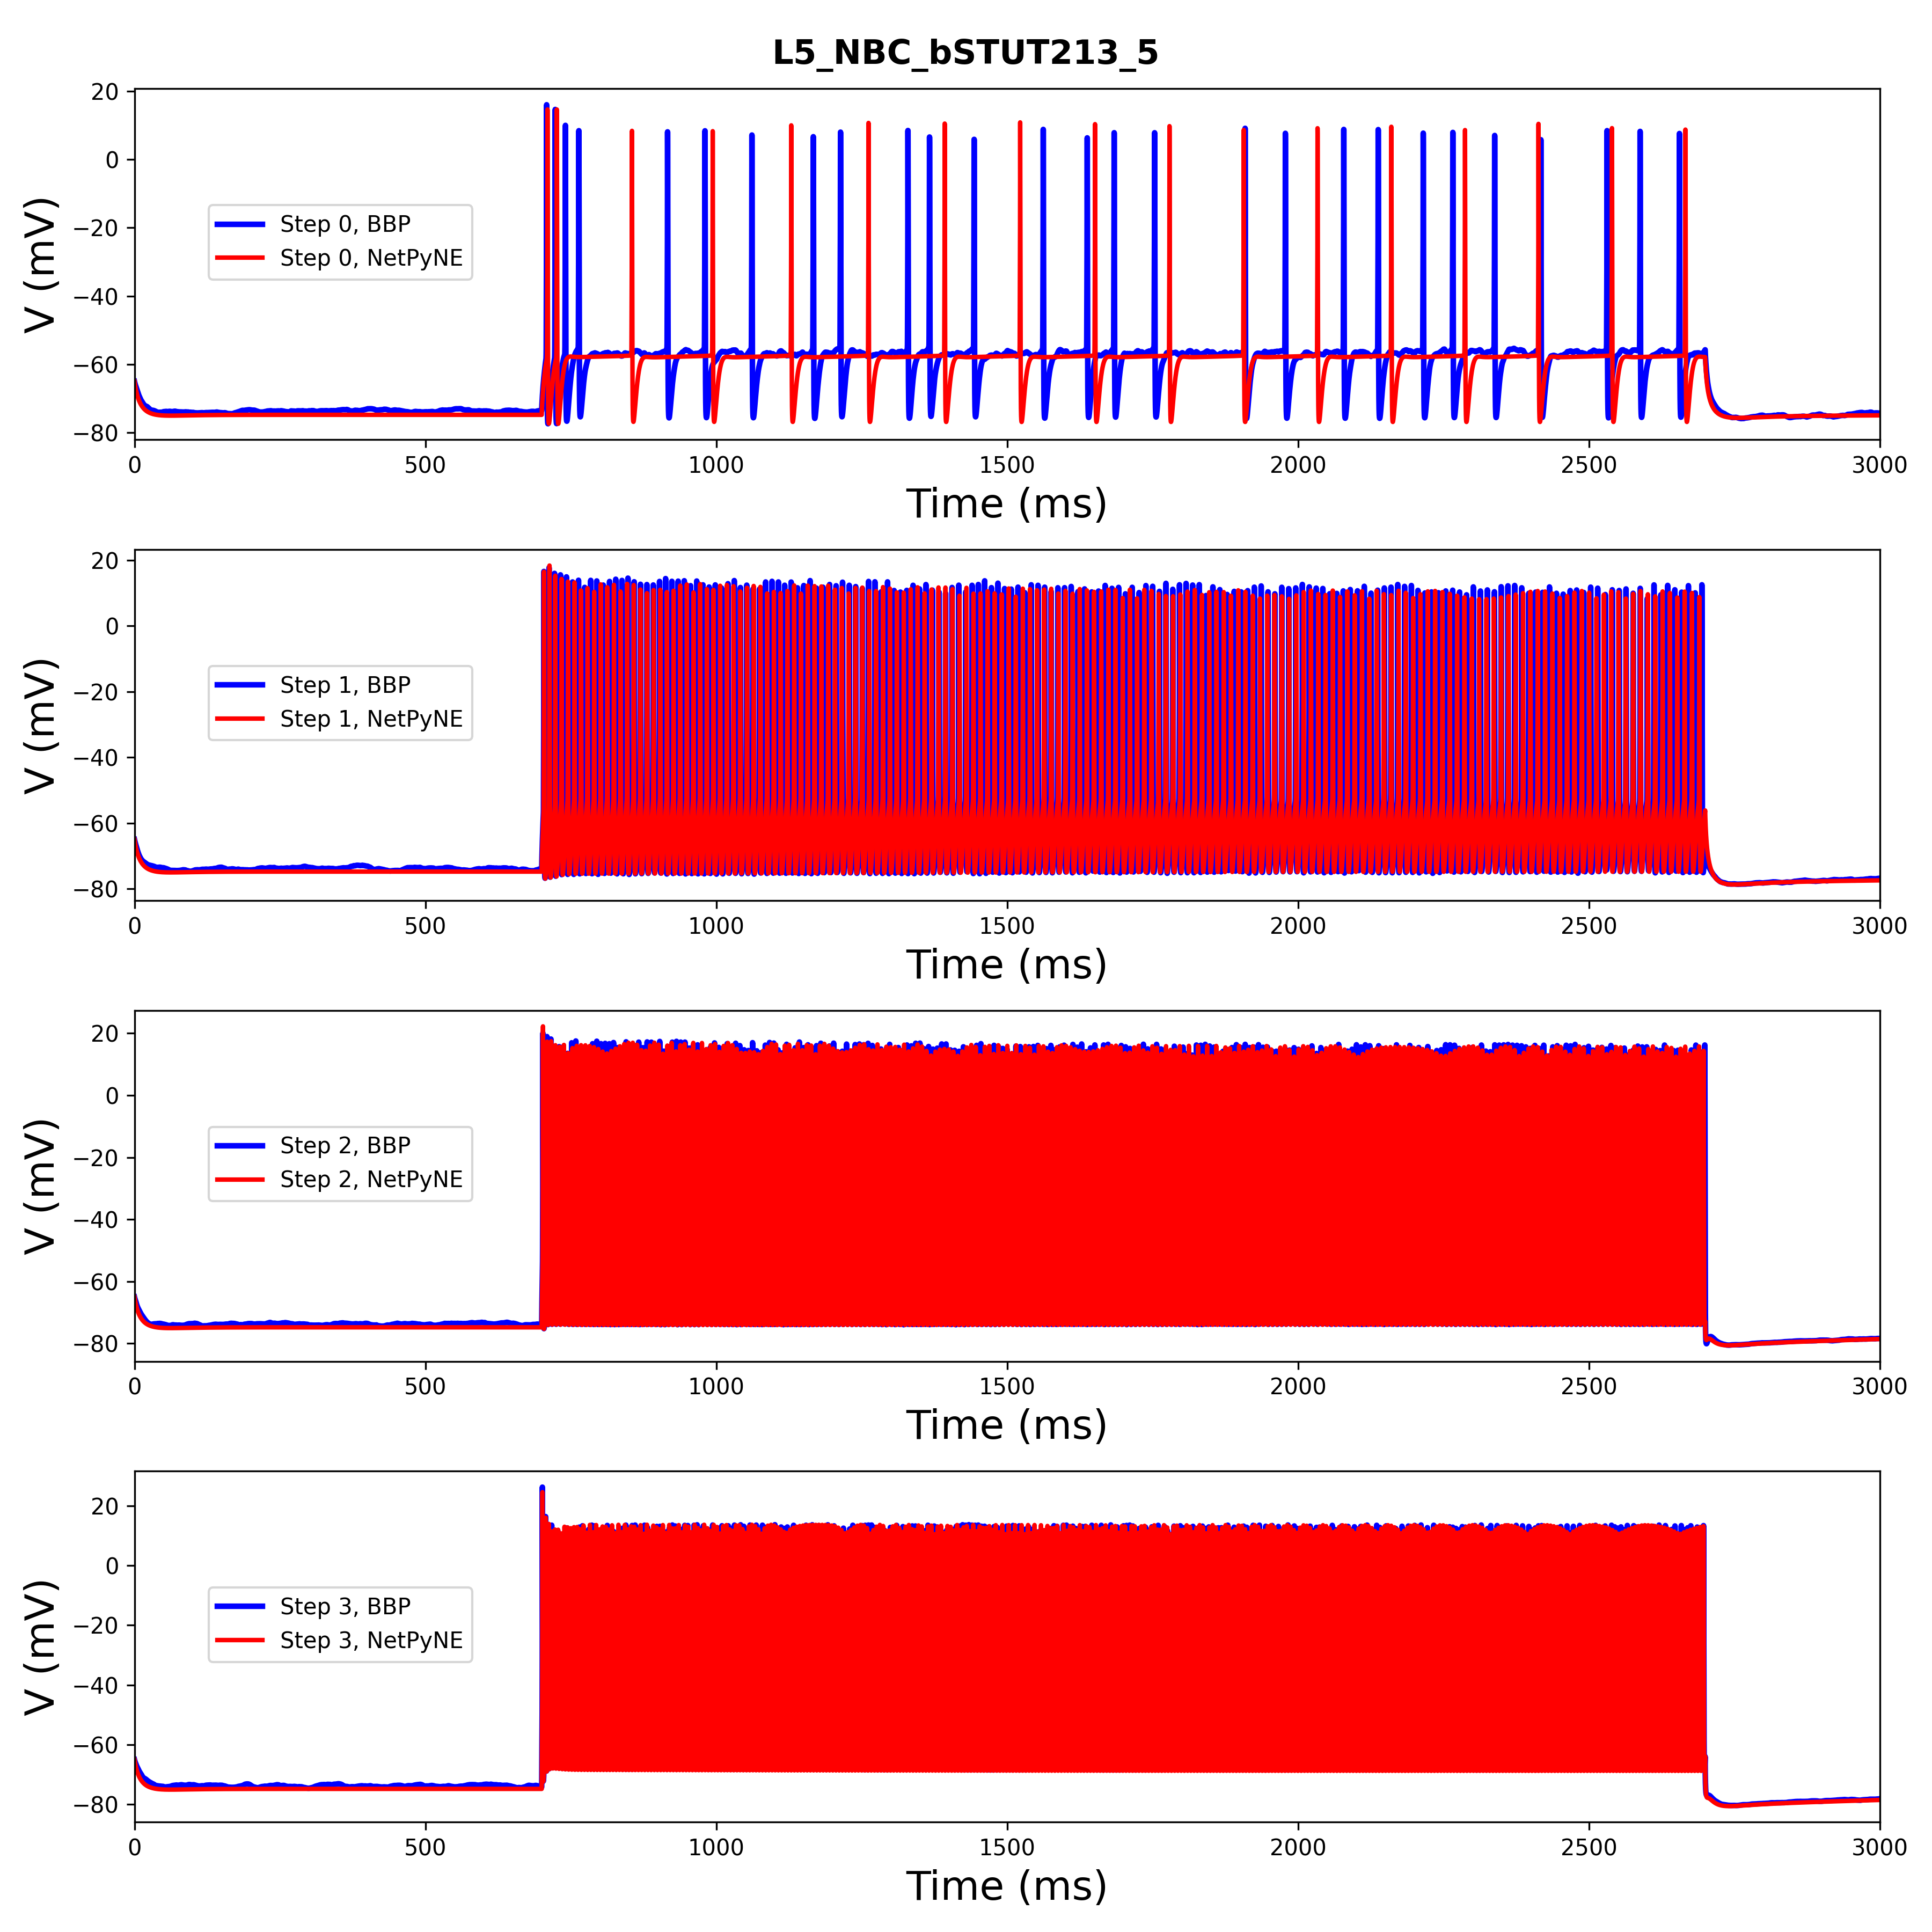 L5_NBC_bSTUT213_5
20
0
−20
−40
−60
−80
V (mV)
Step 0, BBP
Step 0, NetPyNE
0 500 1000 1500 2000 2500 3000
Time (ms)
20
0
−20
−40
−60
−80
V (mV)
Step 1, BBP
Step 1, NetPyNE
0 500 1000 1500 2000 2500 3000
Time (ms)
20
0
−20
−40
−60
−80
V (mV)
Step 2, BBP
Step 2, NetPyNE
0 500 1000 1500 2000 2500 3000
Time (ms)
20
0
−20
−40
−60
−80
V (mV)
Step 3, BBP
Step 3, NetPyNE
0 500 1000 1500 2000 2500 3000
Time (ms)